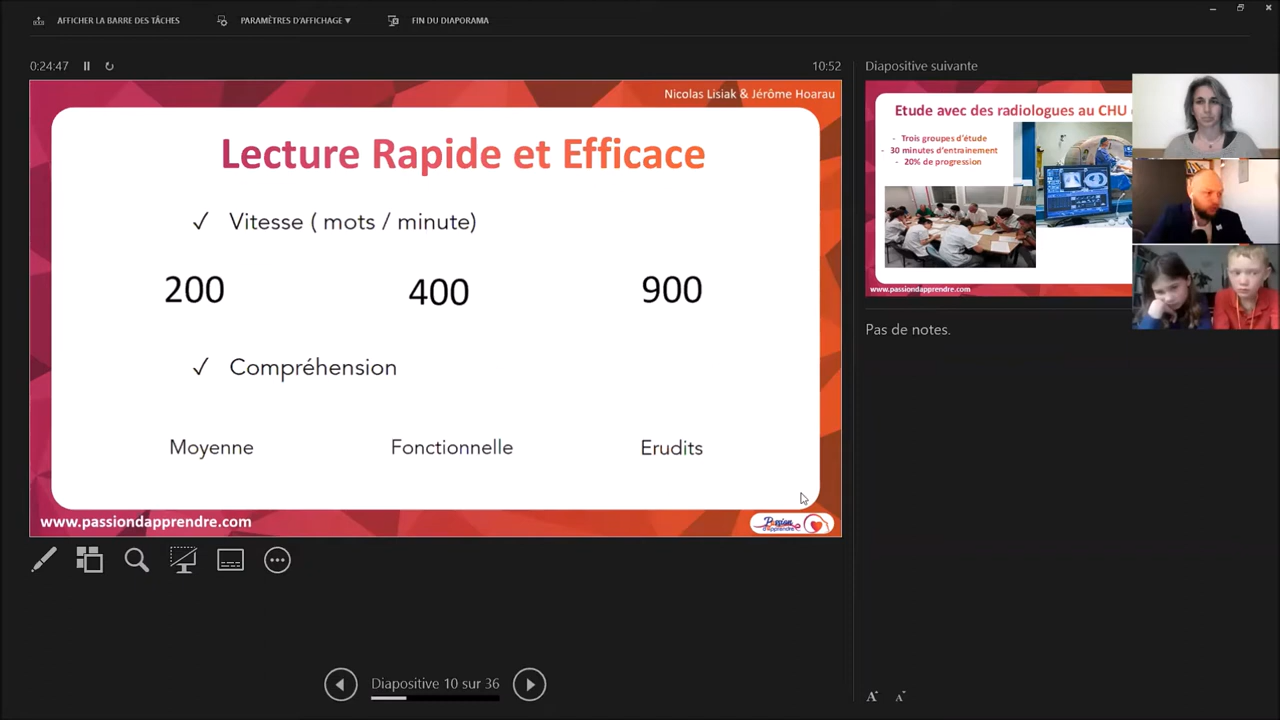 AFFICHER LA BARRE DES TÂCHES
PARAMÈTRES D'AFFICHAGE ▼
FIN DU DIAPORAMA
0:24:47
10:52
Nicolas Lisiak & Jérôme Hoarau
Lecture Rapide et Efficace
✓ Vitesse ( mots / minute)
200 400 900
✓ Compréhension
Moyenne Fonctionnelle Erudits
www.passiondapprendre.com
Passion d'apprendre
Diapositive 10 sur 36
Diapositive suivante
Etude avec des radiologues au CHU
- Trois groupes d'étude
- 30 minutes d'entrainement
- 20% de progression
www.passiondapprendre.com
Pas de notes.
A A